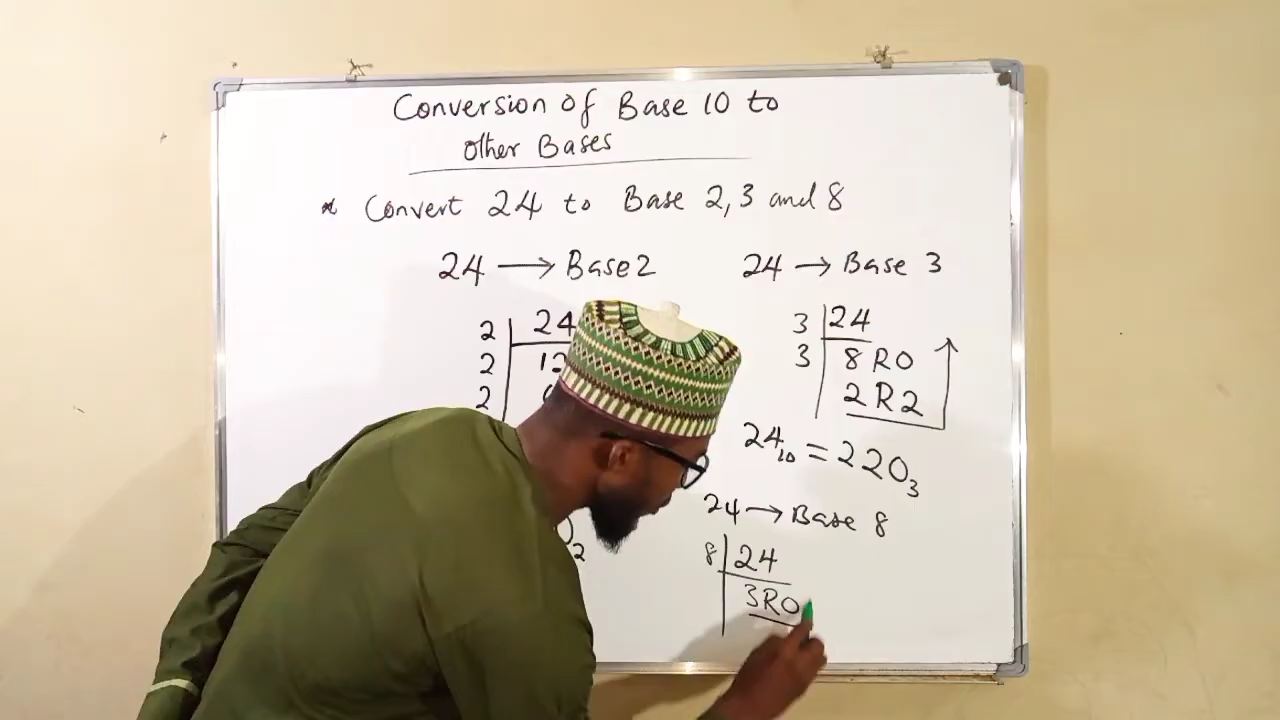 Conversion of Base 10 to
other Bases
* Convert 24 to Base 2, 3 and 8
24 → Base 2
2 | 24
2 | 12
2
2
24 → Base 3
3 | 24
3 | 8 R 0
2 R 2
24₁₀ = 220₃
24 → Base 8
8 | 24
3 R 0